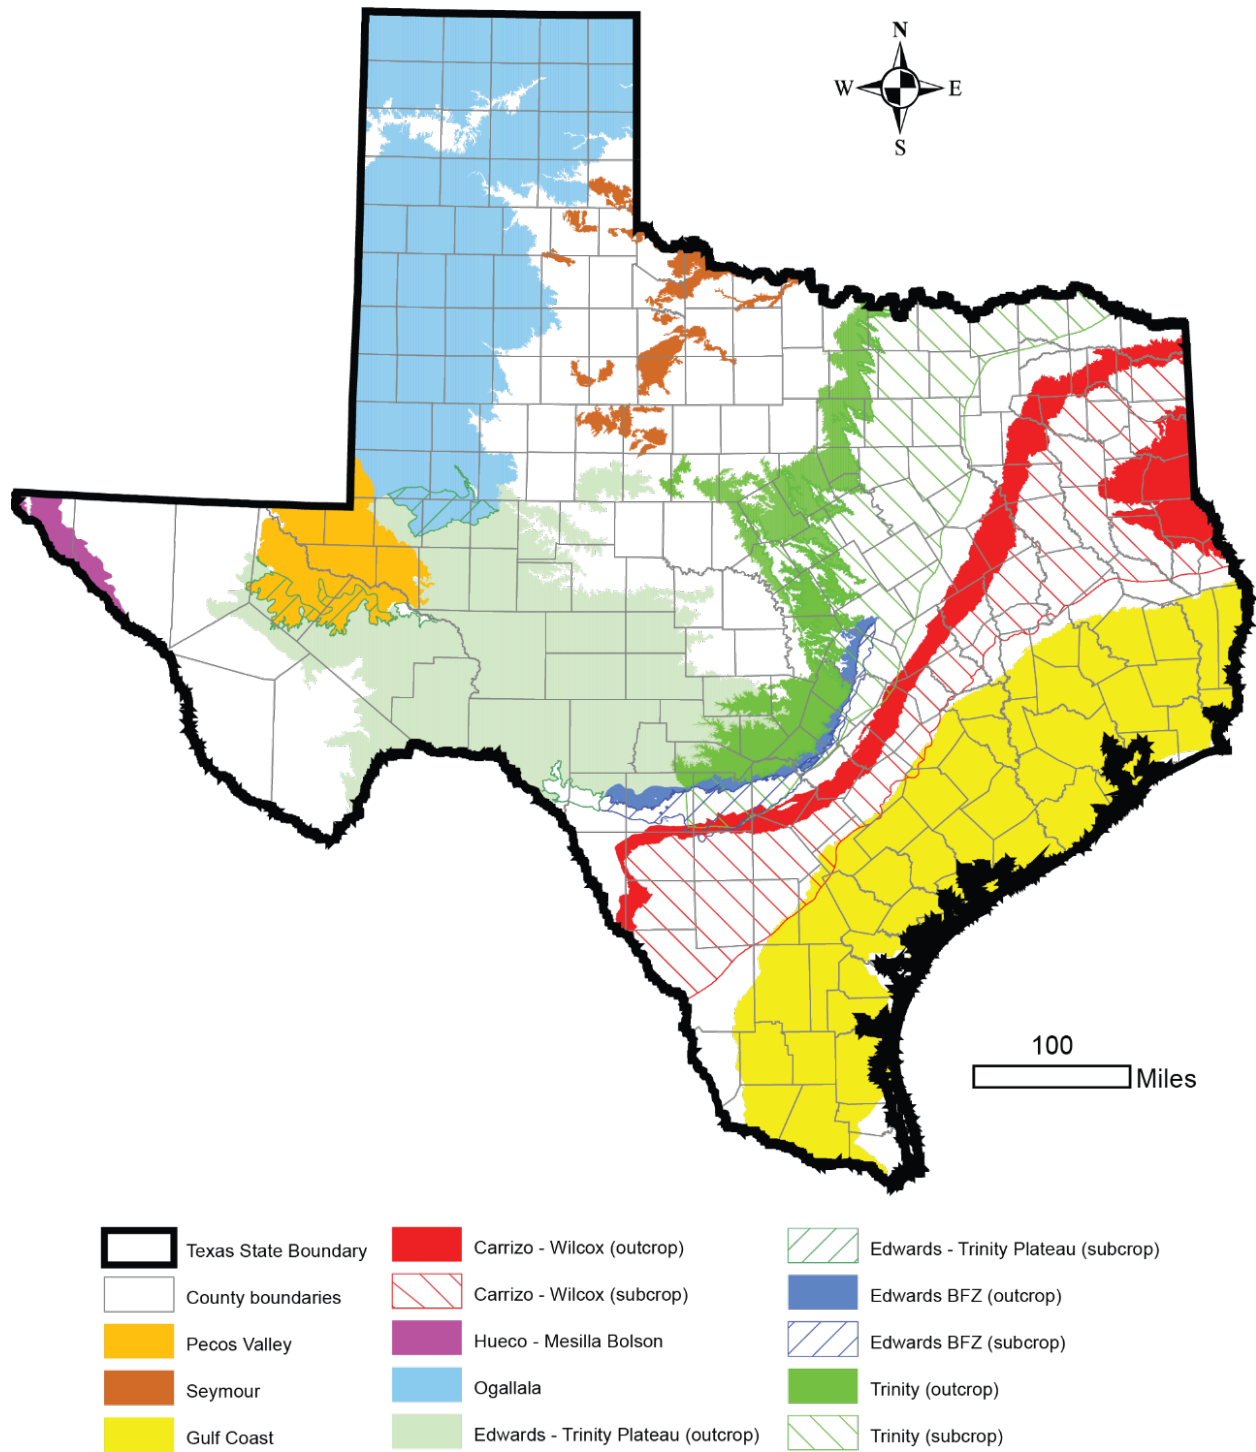 N
W E
S
100
Miles
Texas State Boundary
County boundaries
Pecos Valley
Seymour
Gulf Coast
Carrizo - Wilcox (outcrop)
Carrizo - Wilcox (subcrop)
Hueco - Mesilla Bolson
Ogallala
Edwards - Trinity Plateau (outcrop)
Edwards - Trinity Plateau (subcrop)
Edwards BFZ (outcrop)
Edwards BFZ (subcrop)
Trinity (outcrop)
Trinity (subcrop)